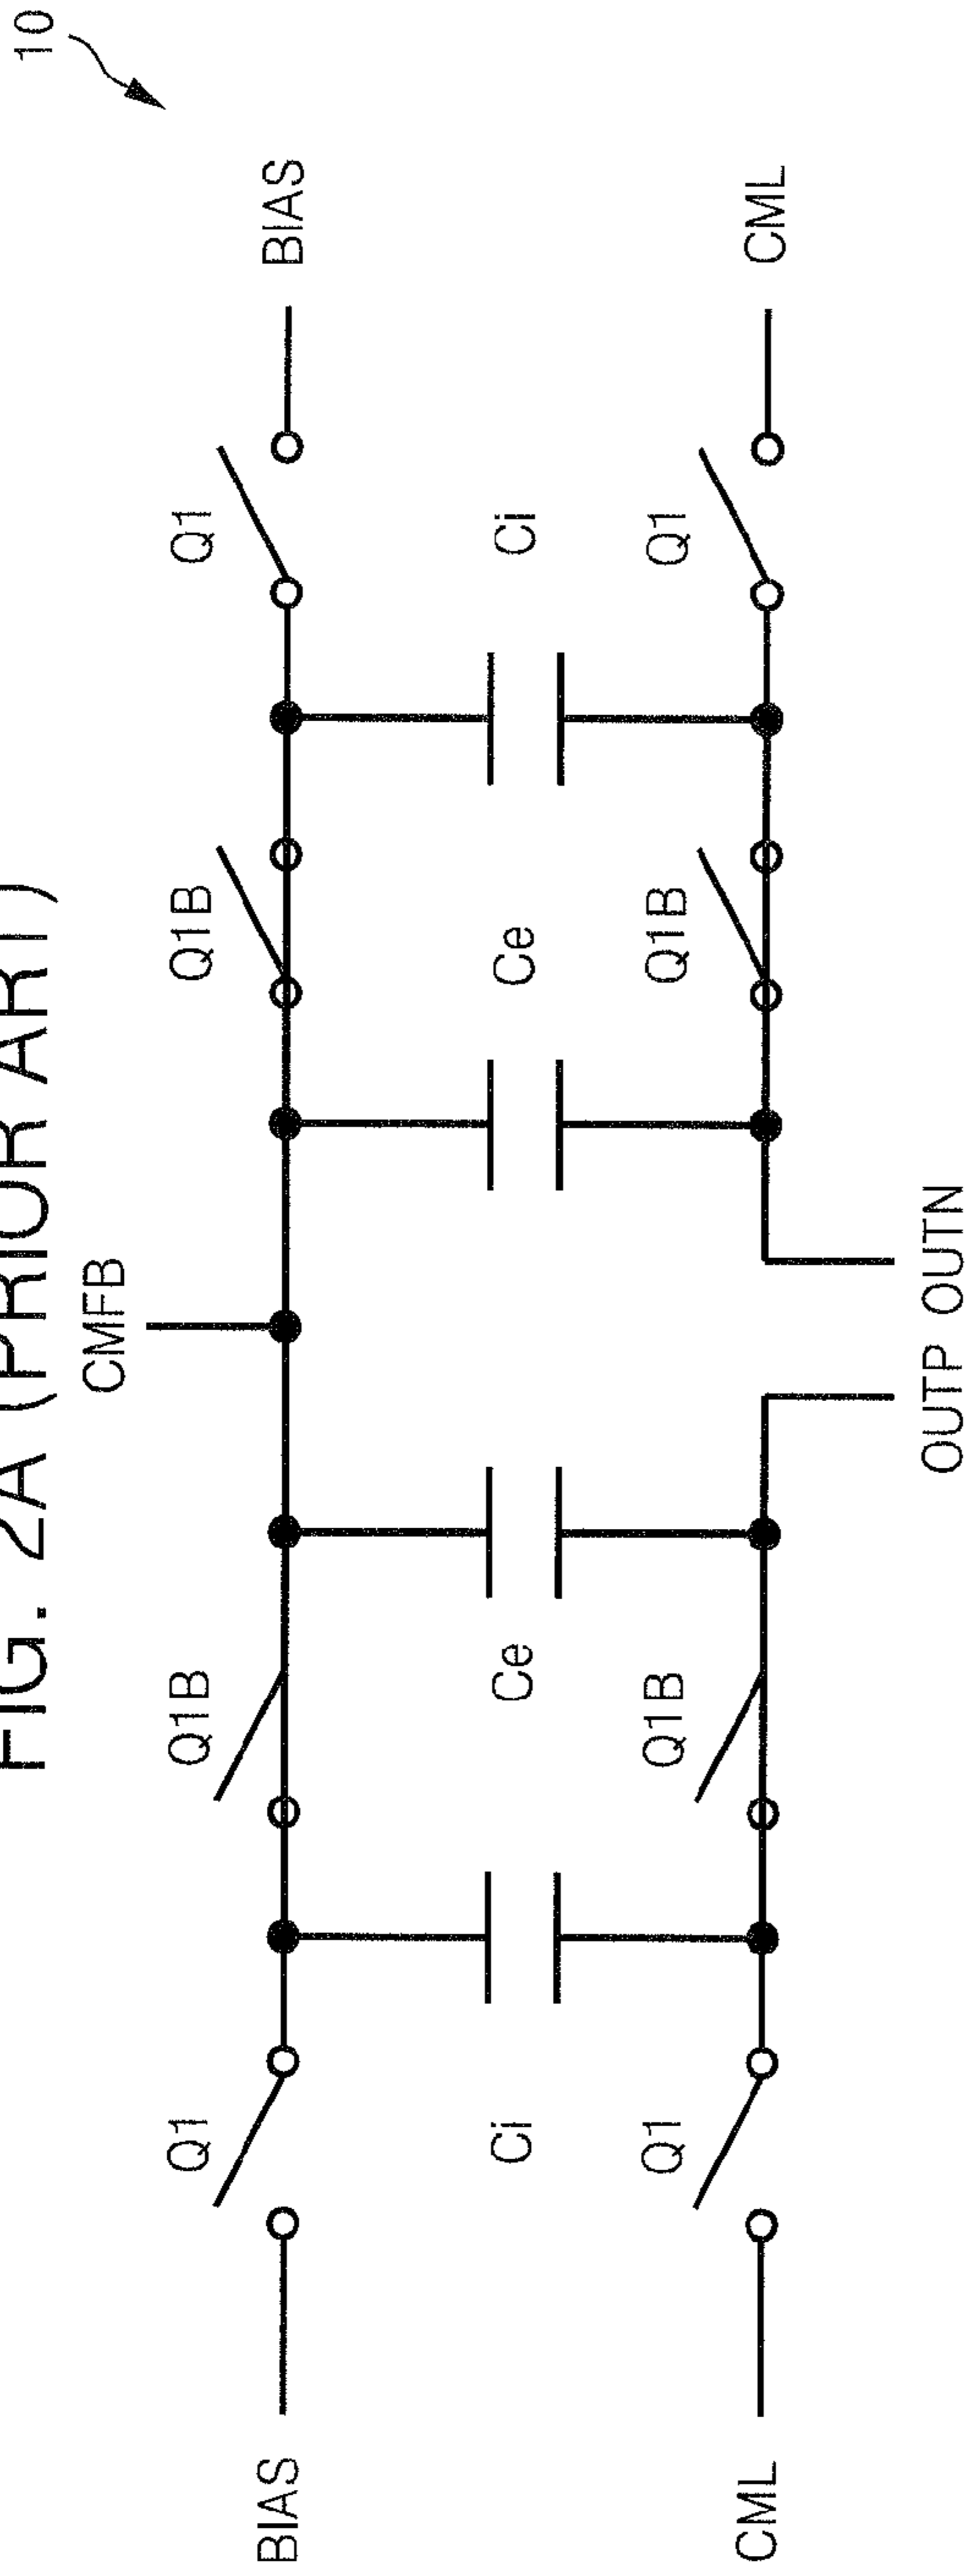 FIG. 2A (PRIOR ART)
10
CMFB
BIAS
Q1
Q1B
Q1B
Q1
BIAS
Ci
Ce
Ce
Ci
CML
Q1
Q1B
Q1B
Q1
CML
OUTP OUTN